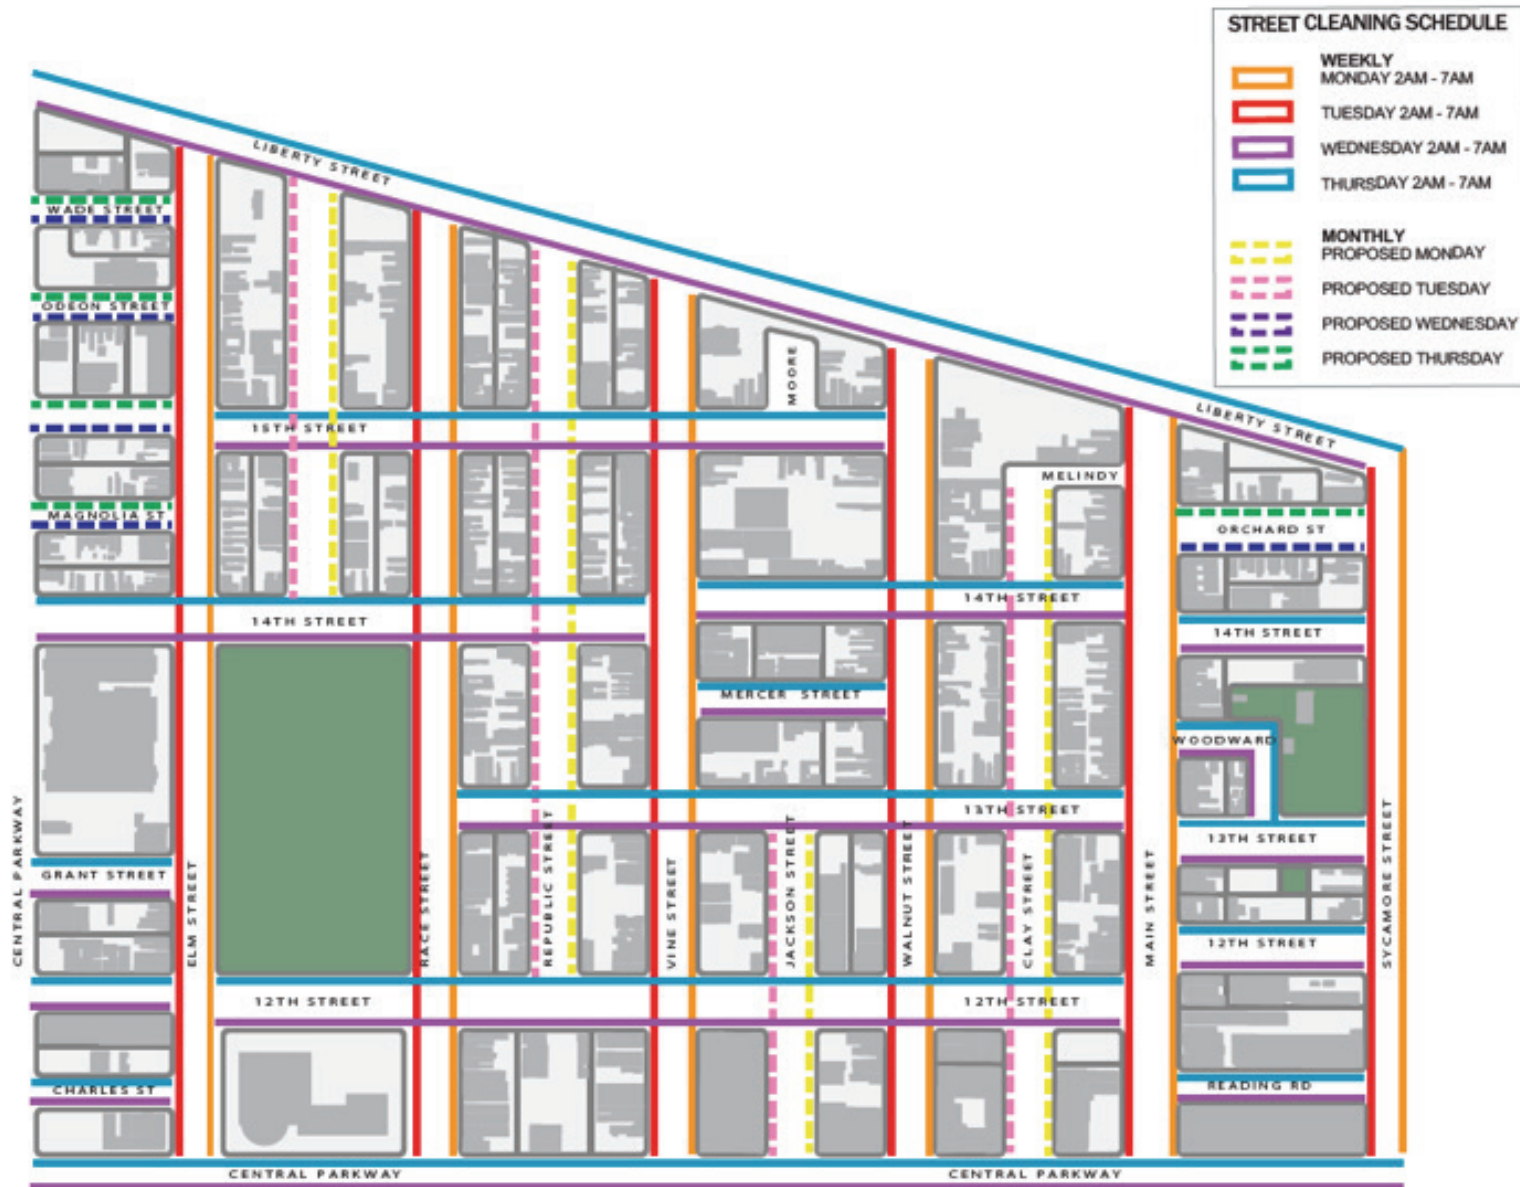 STREET CLEANING SCHEDULE
WEEKLY
MONDAY 2AM - 7AM
TUESDAY 2AM - 7AM
WEDNESDAY 2AM - 7AM
THURSDAY 2AM - 7AM
MONTHLY
PROPOSED MONDAY
PROPOSED TUESDAY
PROPOSED WEDNESDAY
PROPOSED THURSDAY
LIBERTY STREET
WADE STREET
ODEON STREET
MOORE
15TH STREET
LIBERTY STREET
MELINDY
MAGNOLIA ST
ORCHARD ST
14TH STREET
14TH STREET
14TH STREET
MERCER STREET
WOODWARD
13TH STREET
13TH STREET
CENTRAL PARKWAY
GRANT STREET
ELM STREET
RACE STREET
REPUBLIC STREET
VINE STREET
JACKSON STREET
WALNUT STREET
CLAY STREET
MAIN STREET
SYCAMORE STREET
12TH STREET
12TH STREET
12TH STREET
CHARLES ST
READING RD
CENTRAL PARKWAY
CENTRAL PARKWAY